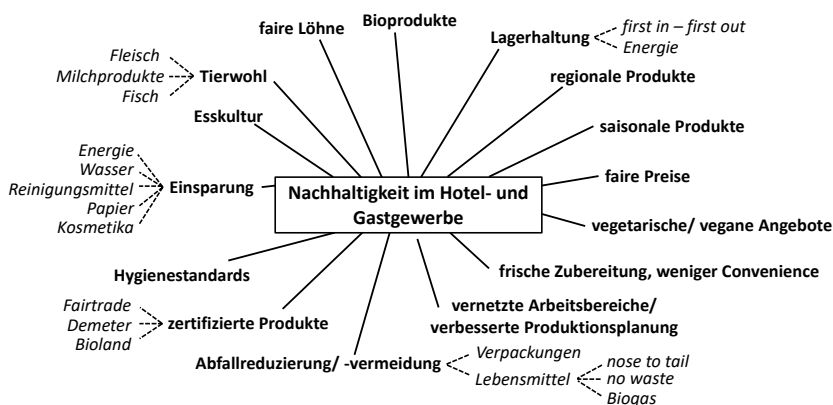 Bioprodukte
faire Löhne
Lagerhaltung
first in – first out
Energie
Fleisch
Milchprodukte
Fisch
Tierwohl
regionale Produkte
Esskultur
saisonale Produkte
Energie
Wasser
Reinigungsmittel
Papier
Kosmetika
Einsparung
Nachhaltigkeit im Hotel- und
Gastgewerbe
faire Preise
vegetarische/ vegane Angebote
Hygienestandards
frische Zubereitung, weniger Convenience
Fairtrade
Demeter
Bioland
zertifizierte Produkte
vernetzte Arbeitsbereiche/
verbesserte Produktionsplanung
Abfallreduzierung/ -vermeidung
Verpackungen
Lebensmittel
nose to tail
no waste
Biogas